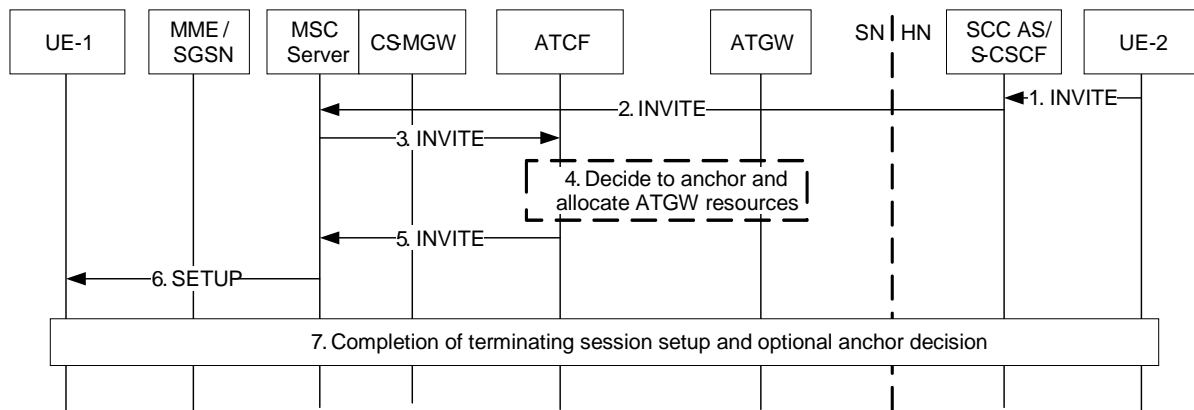 UE-1
MME /
SGSN
MSC
Server
CS-MGW
ATCF
ATGW
SN
HN
SCC AS/
S-CSCF
UE-2
1. INVITE
2. INVITE
3. INVITE
4. Decide to anchor and
allocate ATGW resources
5. INVITE
6. SETUP
7. Completion of terminating session setup and optional anchor decision